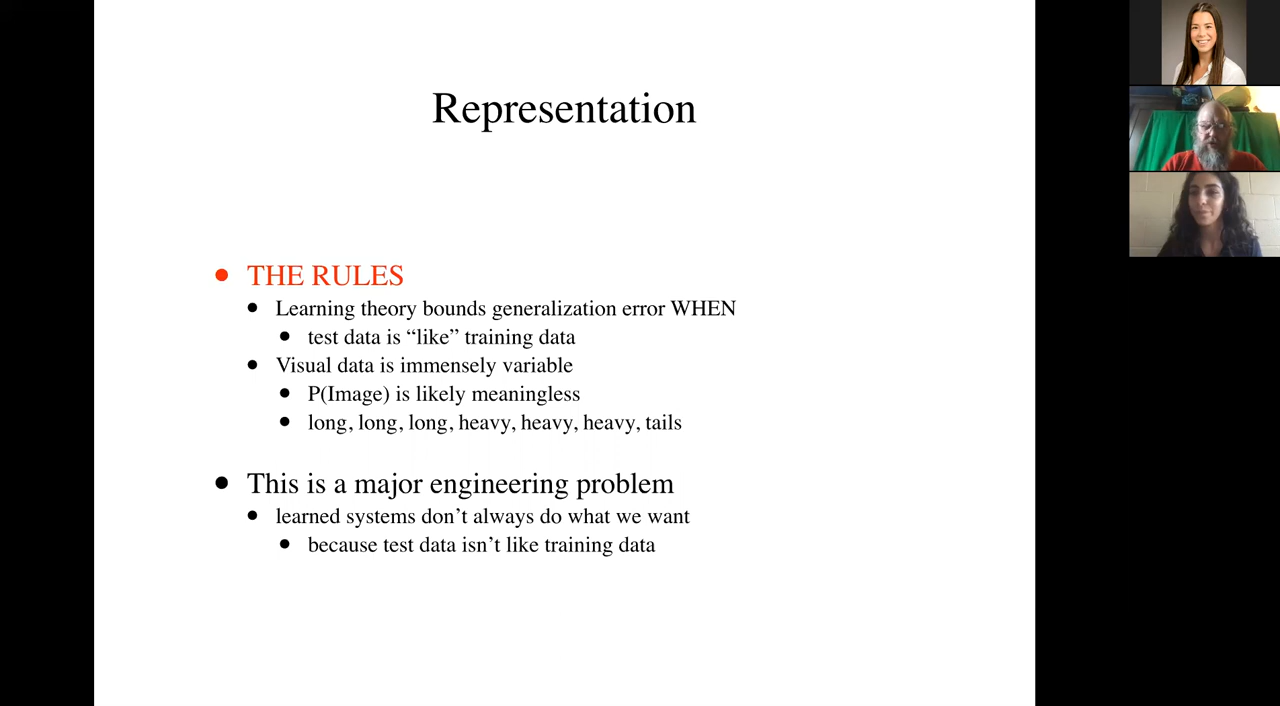 Representation
• THE RULES
• Learning theory bounds generalization error WHEN
• test data is “like” training data
• Visual data is immensely variable
• P(Image) is likely meaningless
• long, long, long, heavy, heavy, heavy, tails
• This is a major engineering problem
• learned systems don’t always do what we want
• because test data isn’t like training data